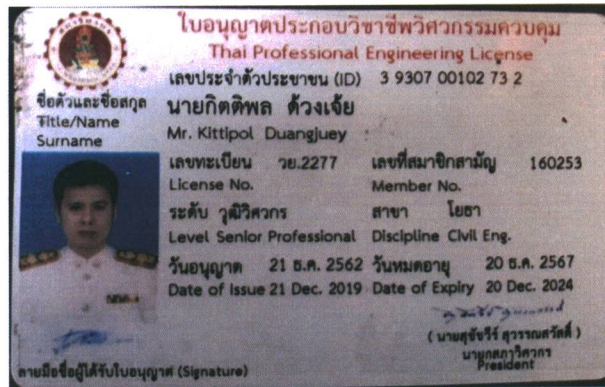 ใบอนุญาตประกอบวิชาชีพวิศวกรรมควบคุม
Thai Professional Engineering License
เลขประจำตัวประชาชน (ID) 3 9307 00102 73 2
ชื่อตัวและชื่อสกุล นายกิตติพล ด้วงเจ้ย
Title/Name Mr. Kittipol Duangjuey
Surname
เลขทะเบียน วย.2277 เลขที่สมาชิกสามัญ 160253
License No. Member No.
ระดับ วุฒิวิศวกร สาขา โยธา
Level Senior Professional Discipline Civil Eng.
วันอนุญาต 21 ธ.ค. 2562 วันหมดอายุ 20 ธ.ค. 2567
Date of Issue 21 Dec. 2019 Date of Expiry 20 Dec. 2024
( นายสุชัชวีร์ สุวรรณสวัสดิ์ )
นายกสภาวิศวกร
President
ลายมือชื่อผู้ได้รับใบอนุญาต (Signature)